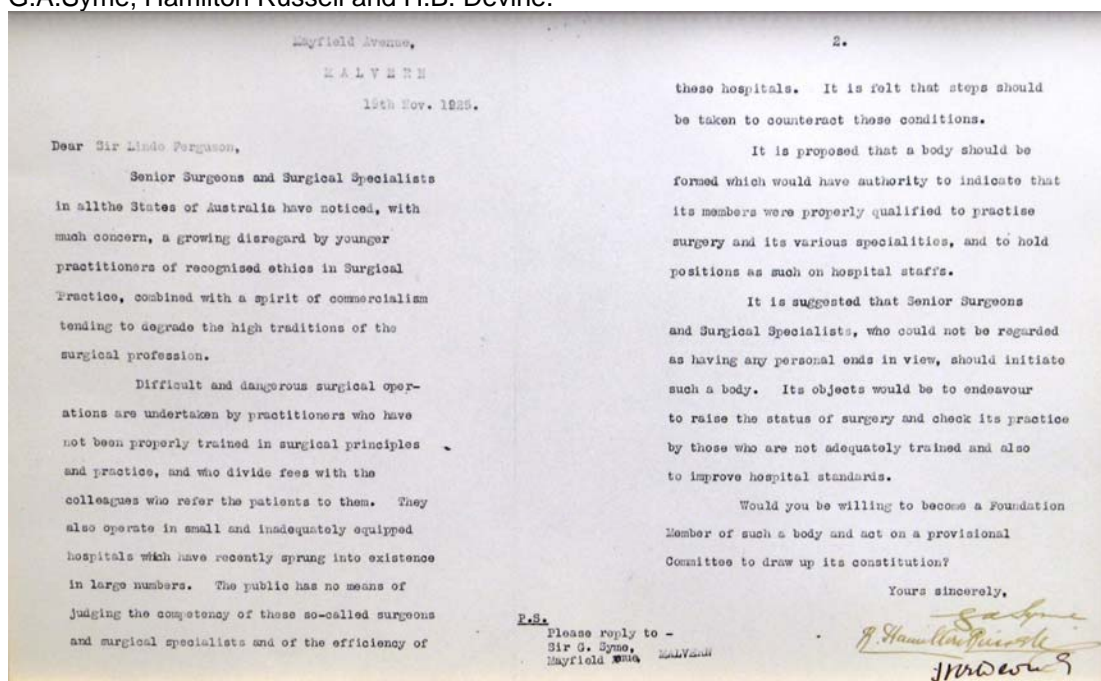 G.A.Syme, Hamilton Russell and H.B. Devine.
Mayfield Avenue,
MALVERN
19th Nov. 1925.
Dear Sir Lindo Ferguson,
Senior Surgeons and Surgical Specialists
in allthe States of Australia have noticed, with
much concern, a growing disregard by younger
practitioners of recognised ethics in Surgical
Practice, combined with a spirit of commercialism
tending to degrade the high traditions of the
surgical profession.
Difficult and dangerous surgical oper-
ations are undertaken by practitioners who have
not been properly trained in surgical principles
and practice, and who divide fees with the
colleagues who refer the patients to them. They
also operate in small and inadequately equipped
hospitals which have recently sprung into existence
in large numbers. The public has no means of
judging the competency of these so-called surgeons
and surgical specialists and of the efficiency of
2.
these hospitals. It is felt that steps should
be taken to counteract these conditions.
It is proposed that a body should be
formed which would have authority to indicate that
its members were properly qualified to practise
surgery and its various specialities, and to hold
positions as such on hospital staffs.
It is suggested that Senior Surgeons
and Surgical Specialists, who could not be regarded
as having any personal ends in view, should initiate
such a body. Its objects would be to endeavour
to raise the status of surgery and check its practice
by those who are not adequately trained and also
to improve hospital standards.
Would you be willing to become a Foundation
Member of such a body and act on a provisional
Committee to draw up its constitution?
Yours sincerely,
G a Syme
R. Hamilton Russell
H B Devine
P.S.
Please reply to -
Sir G. Syme,
Mayfield
MALVERN